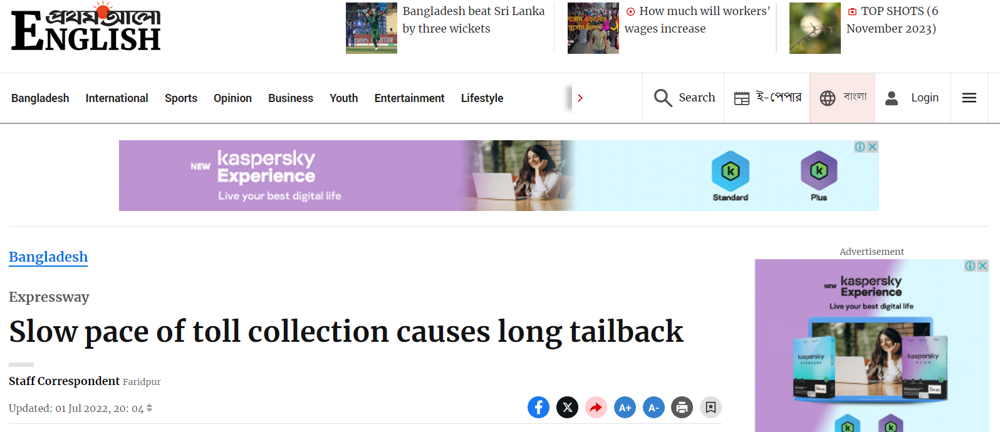 প্রথম আলো
ENGLISH
Bangladesh beat Sri Lanka
by three wickets
How much will workers'
wages increase
TOP SHOTS (6
November 2023)
Bangladesh International Sports Opinion Business Youth Entertainment Lifestyle
Search ই-পেপার বাংলা Login
NEW kaspersky
Experience
Live your best digital life
Standard Plus
Bangladesh
Advertisement
Expressway
Slow pace of toll collection causes long tailback
Staff Correspondent Faridpur
Updated: 01 Jul 2022, 20: 04
A+ A-
NEW kaspersky
Experience
Live your best digital life
kaspersky
STANDARD
kaspersky
PLUS